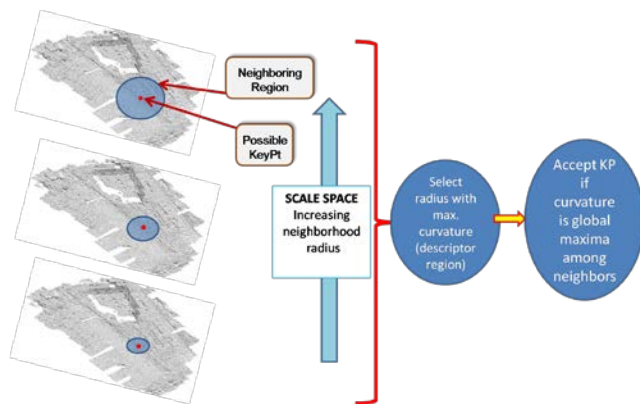 Neighboring
Region
Possible
KeyPt
SCALE SPACE
Increasing
neighborhood
radius
Select
radius with
max.
curvature
(descriptor
region)
Accept KP
if
curvature
is global
maxima
among
neighbors